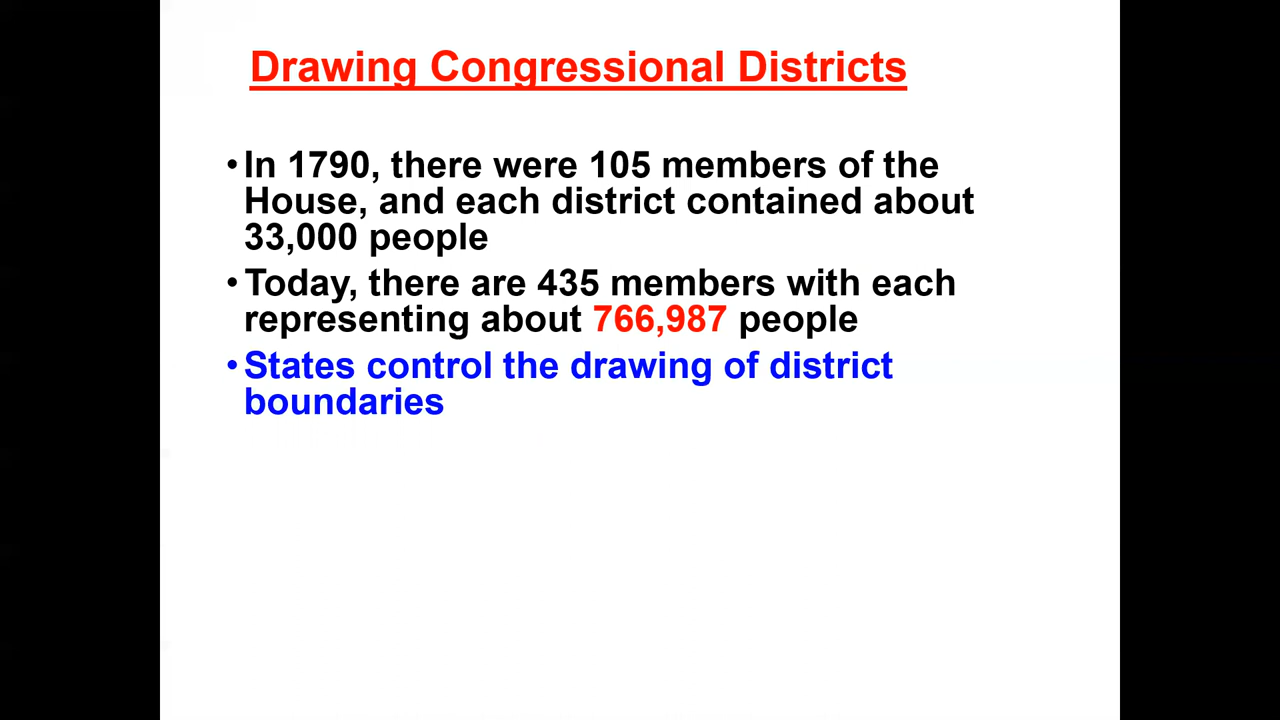 Drawing Congressional Districts
•In 1790, there were 105 members of the
House, and each district contained about
33,000 people
•Today, there are 435 members with each
representing about 766,987 people
•States control the drawing of district
boundaries